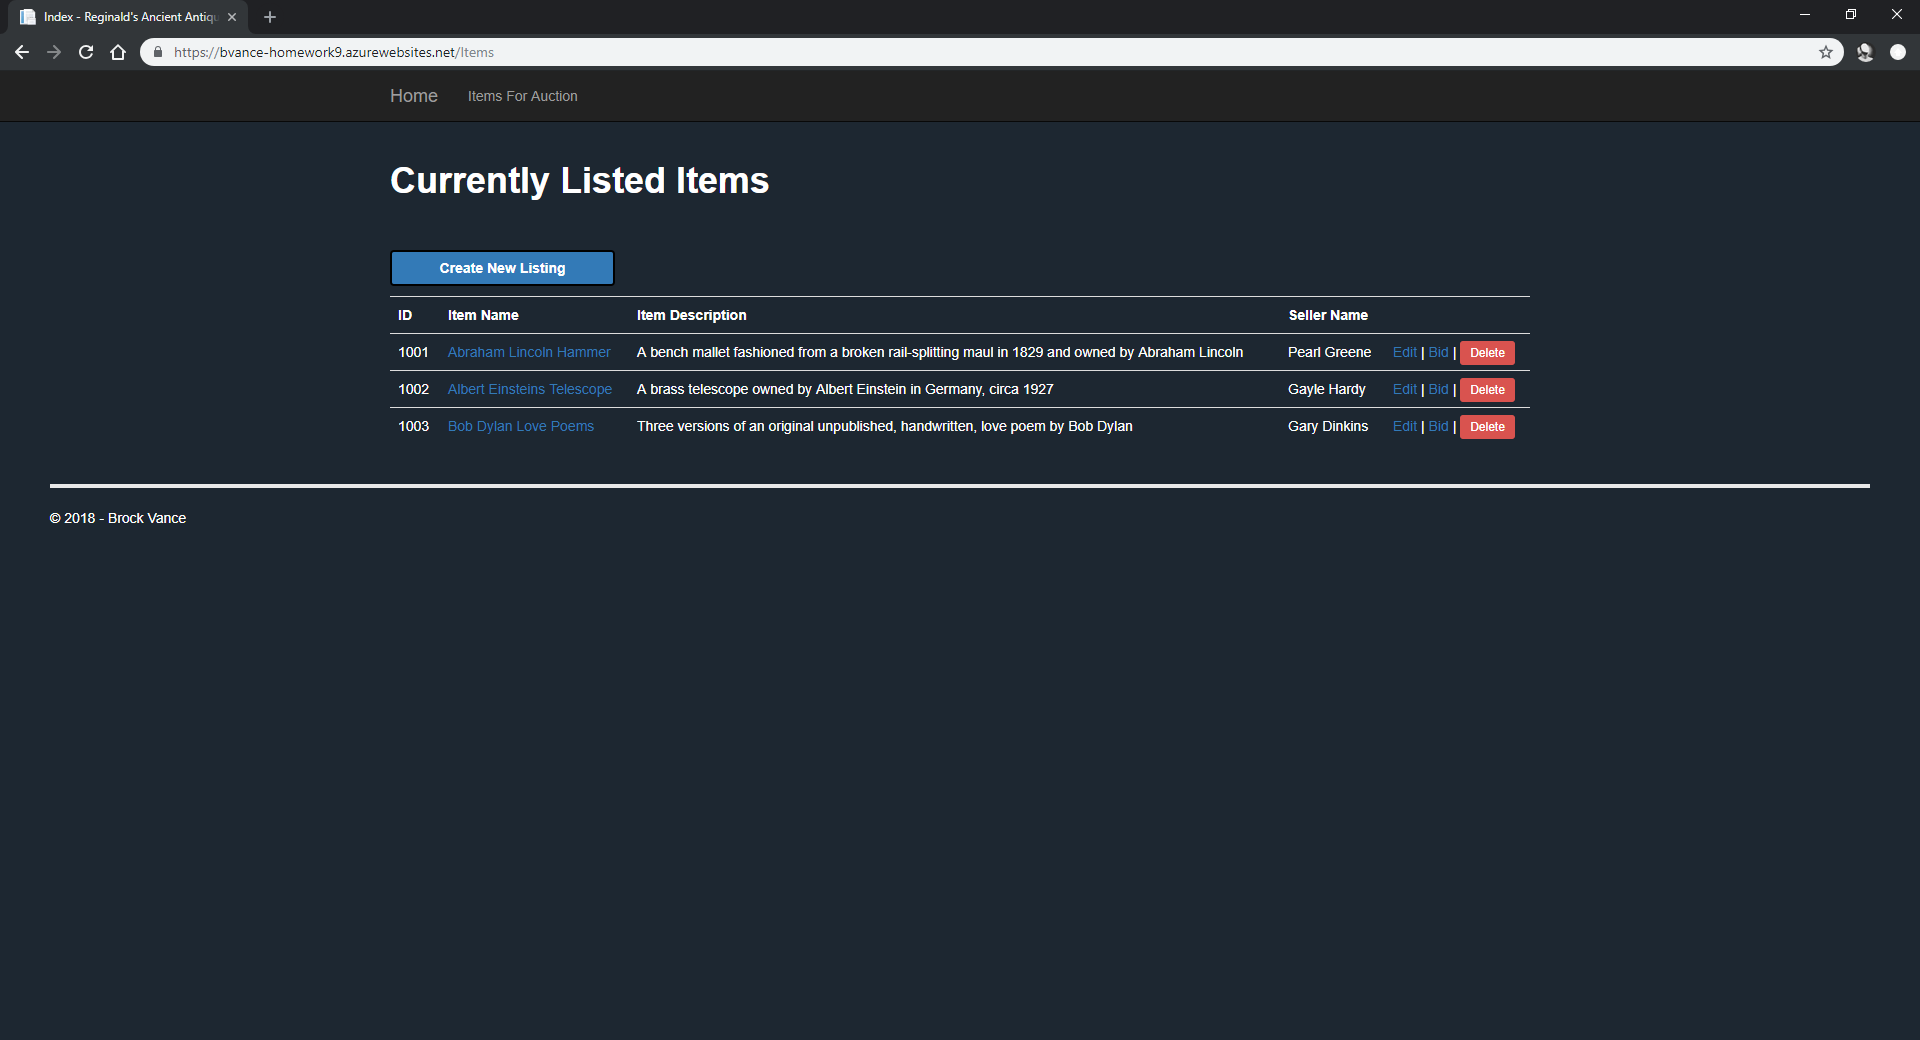 Index - Reginald's Ancient Antiqu
https://bvance-homework9.azurewebsites.net/Items
Home Items For Auction
Currently Listed Items
Create New Listing
ID Item Name Item Description Seller Name
1001 Abraham Lincoln Hammer A bench mallet fashioned from a broken rail-splitting maul in 1829 and owned by Abraham Lincoln Pearl Greene Edit | Bid | Delete
1002 Albert Einsteins Telescope A brass telescope owned by Albert Einstein in Germany, circa 1927 Gayle Hardy Edit | Bid | Delete
1003 Bob Dylan Love Poems Three versions of an original unpublished, handwritten, love poem by Bob Dylan Gary Dinkins Edit | Bid | Delete
© 2018 - Brock Vance